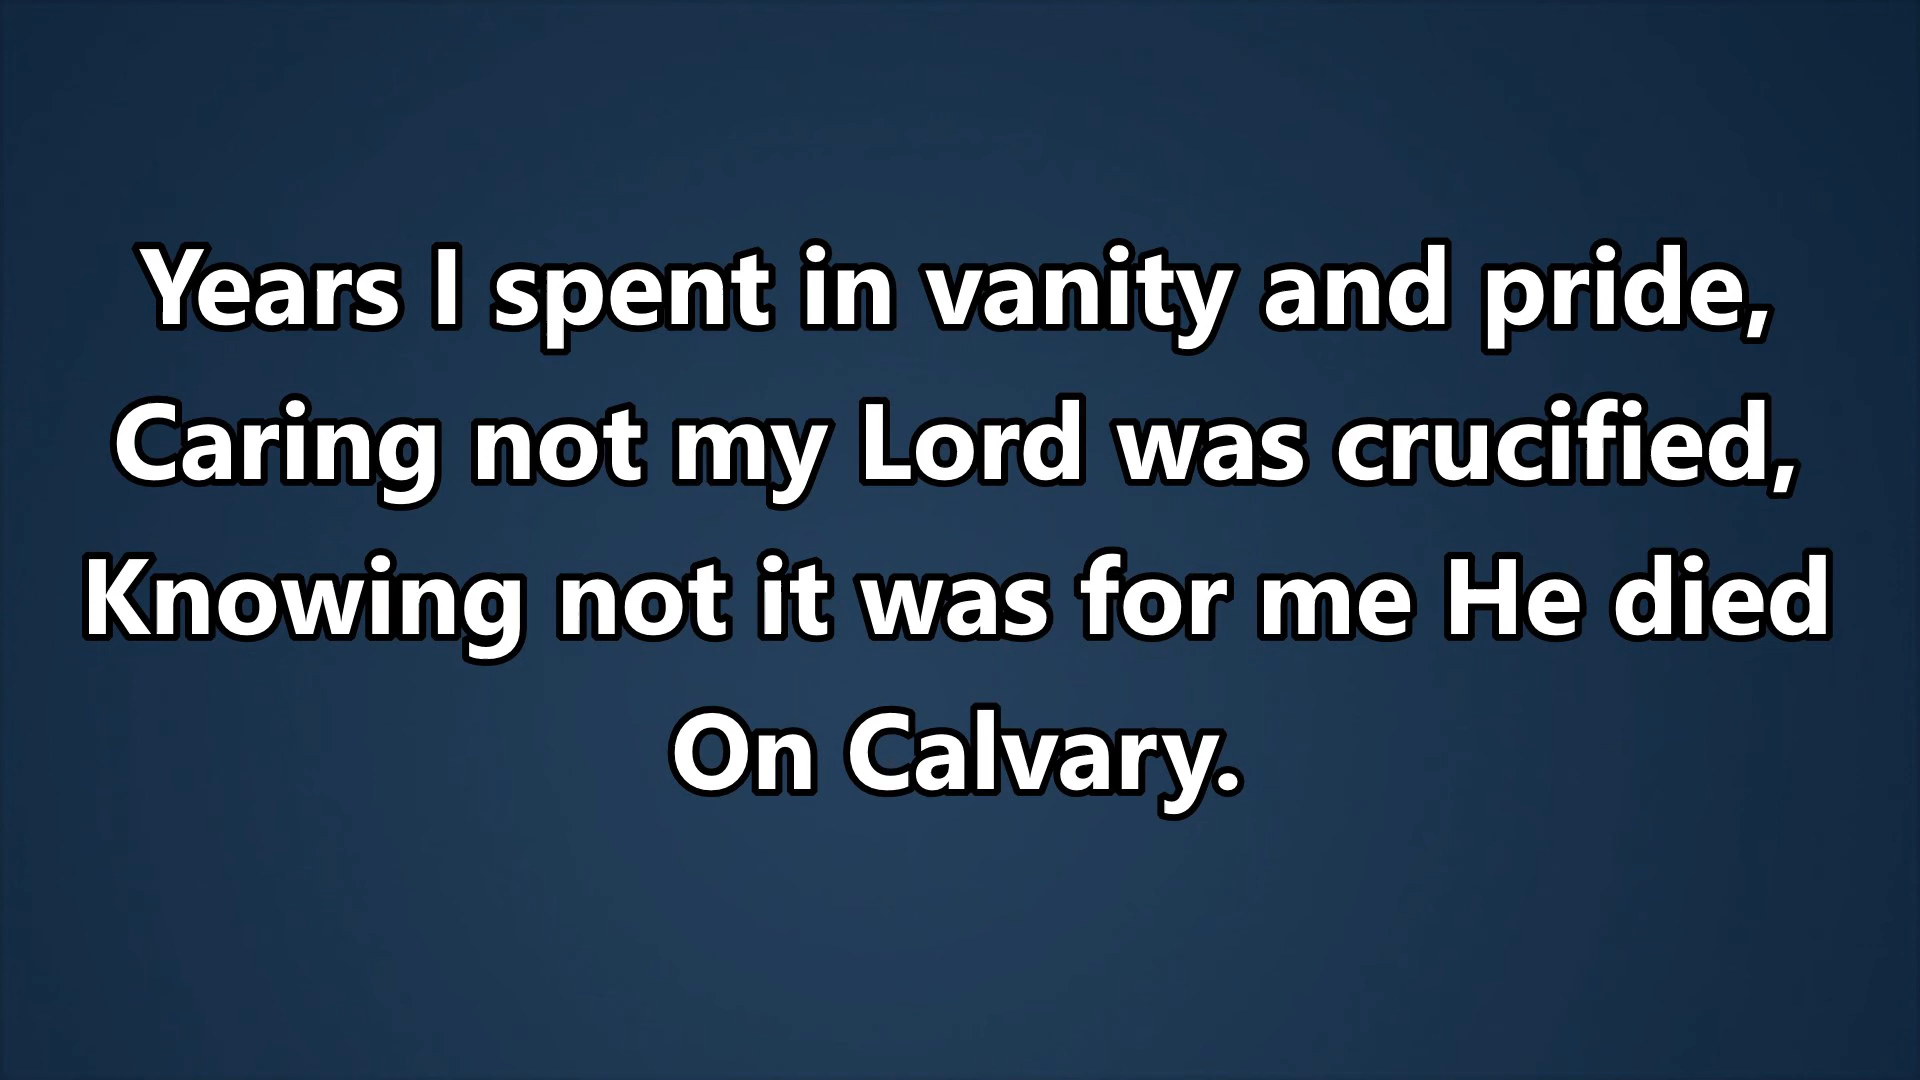 Years I spent in vanity and pride,
Caring not my Lord was crucified,
Knowing not it was for me He died
On Calvary.